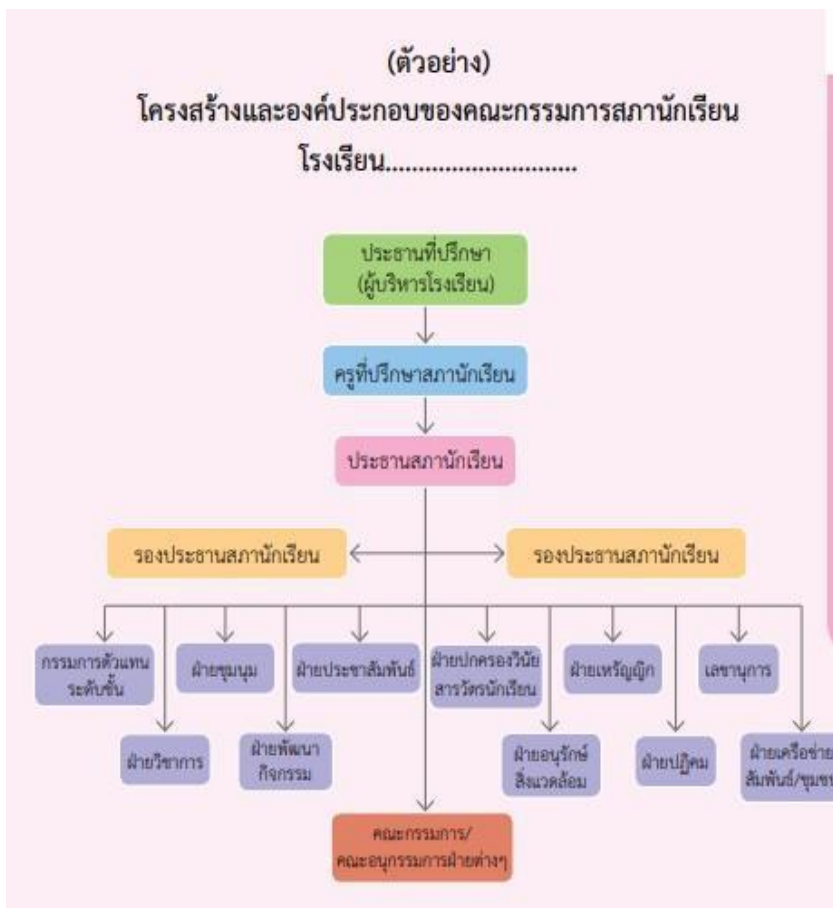 (ตัวอย่าง)
โครงสร้างและองค์ประกอบของคณะกรรมการสภานักเรียน
โรงเรียน.............................
ประธานที่ปรึกษา
(ผู้บริหารโรงเรียน)
ครูที่ปรึกษาสภานักเรียน
ประธานสภานักเรียน
รองประธานสภานักเรียน
รองประธานสภานักเรียน
กรรมการตัวแทน
ระดับชั้น
ฝ่ายชุมนุม
ฝ่ายประชาสัมพันธ์
ฝ่ายปกครองวินัย
สารวัตรนักเรียน
ฝ่ายเหรัญญิก
เลขานุการ
ฝ่ายวิชาการ
ฝ่ายพัฒนา
กิจกรรม
ฝ่ายอนุรักษ์
สิ่งแวดล้อม
ฝ่ายปฏิคม
ฝ่ายเครือข่าย
สัมพันธ์/ชุมชน
คณะกรรมการ/
คณะอนุกรรมการฝ่ายต่างๆ